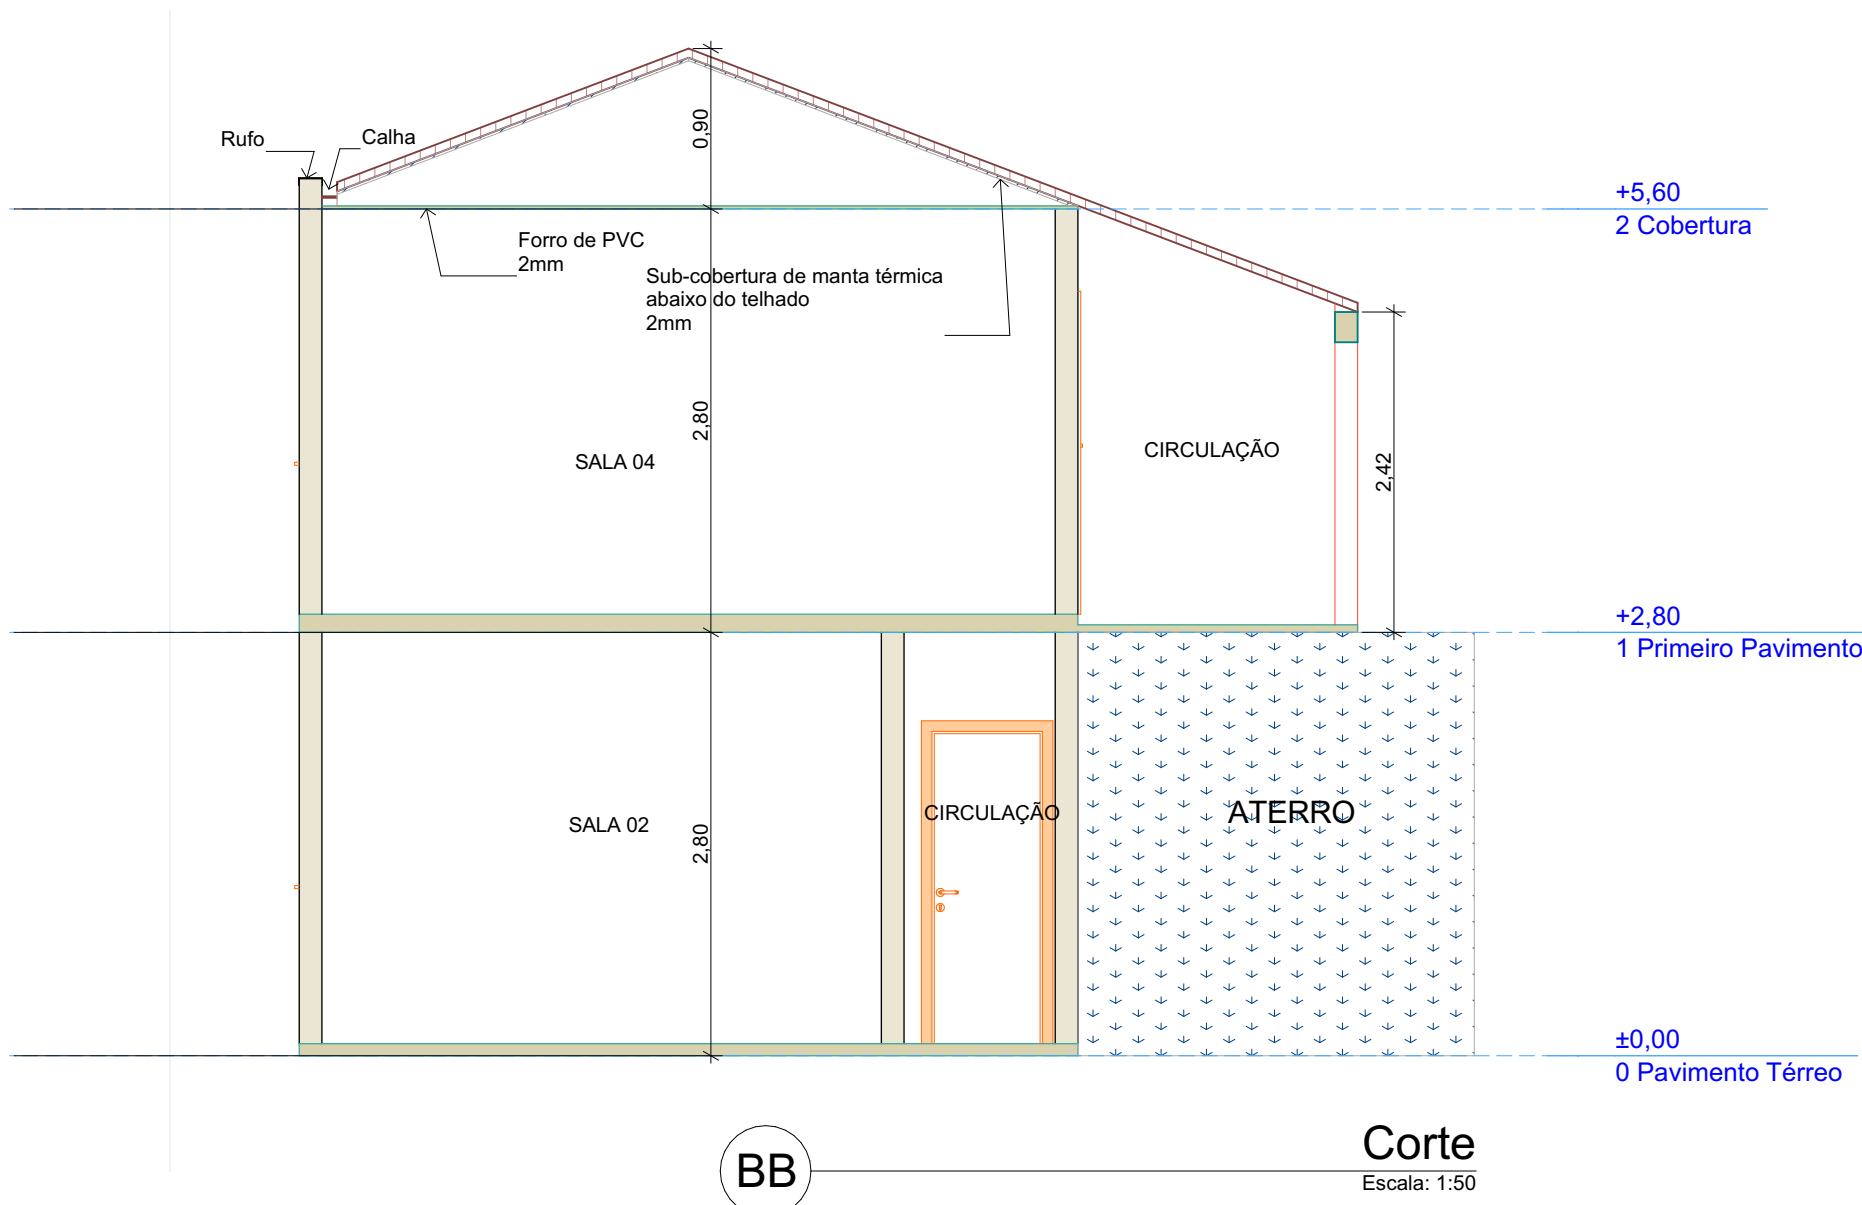 0,90
Rufo
Calha
+5,60
2 Cobertura
Forro de PVC
2mm
Sub-cobertura de manta térmica
abaixo do telhado
2mm
2,80
SALA 04
CIRCULAÇÃO
2,42
+2,80
1 Primeiro Pavimento
SALA 02
2,80
CIRCULAÇÃO
ATERRO
±0,00
0 Pavimento Térreo
BB
Corte
Escala: 1:50